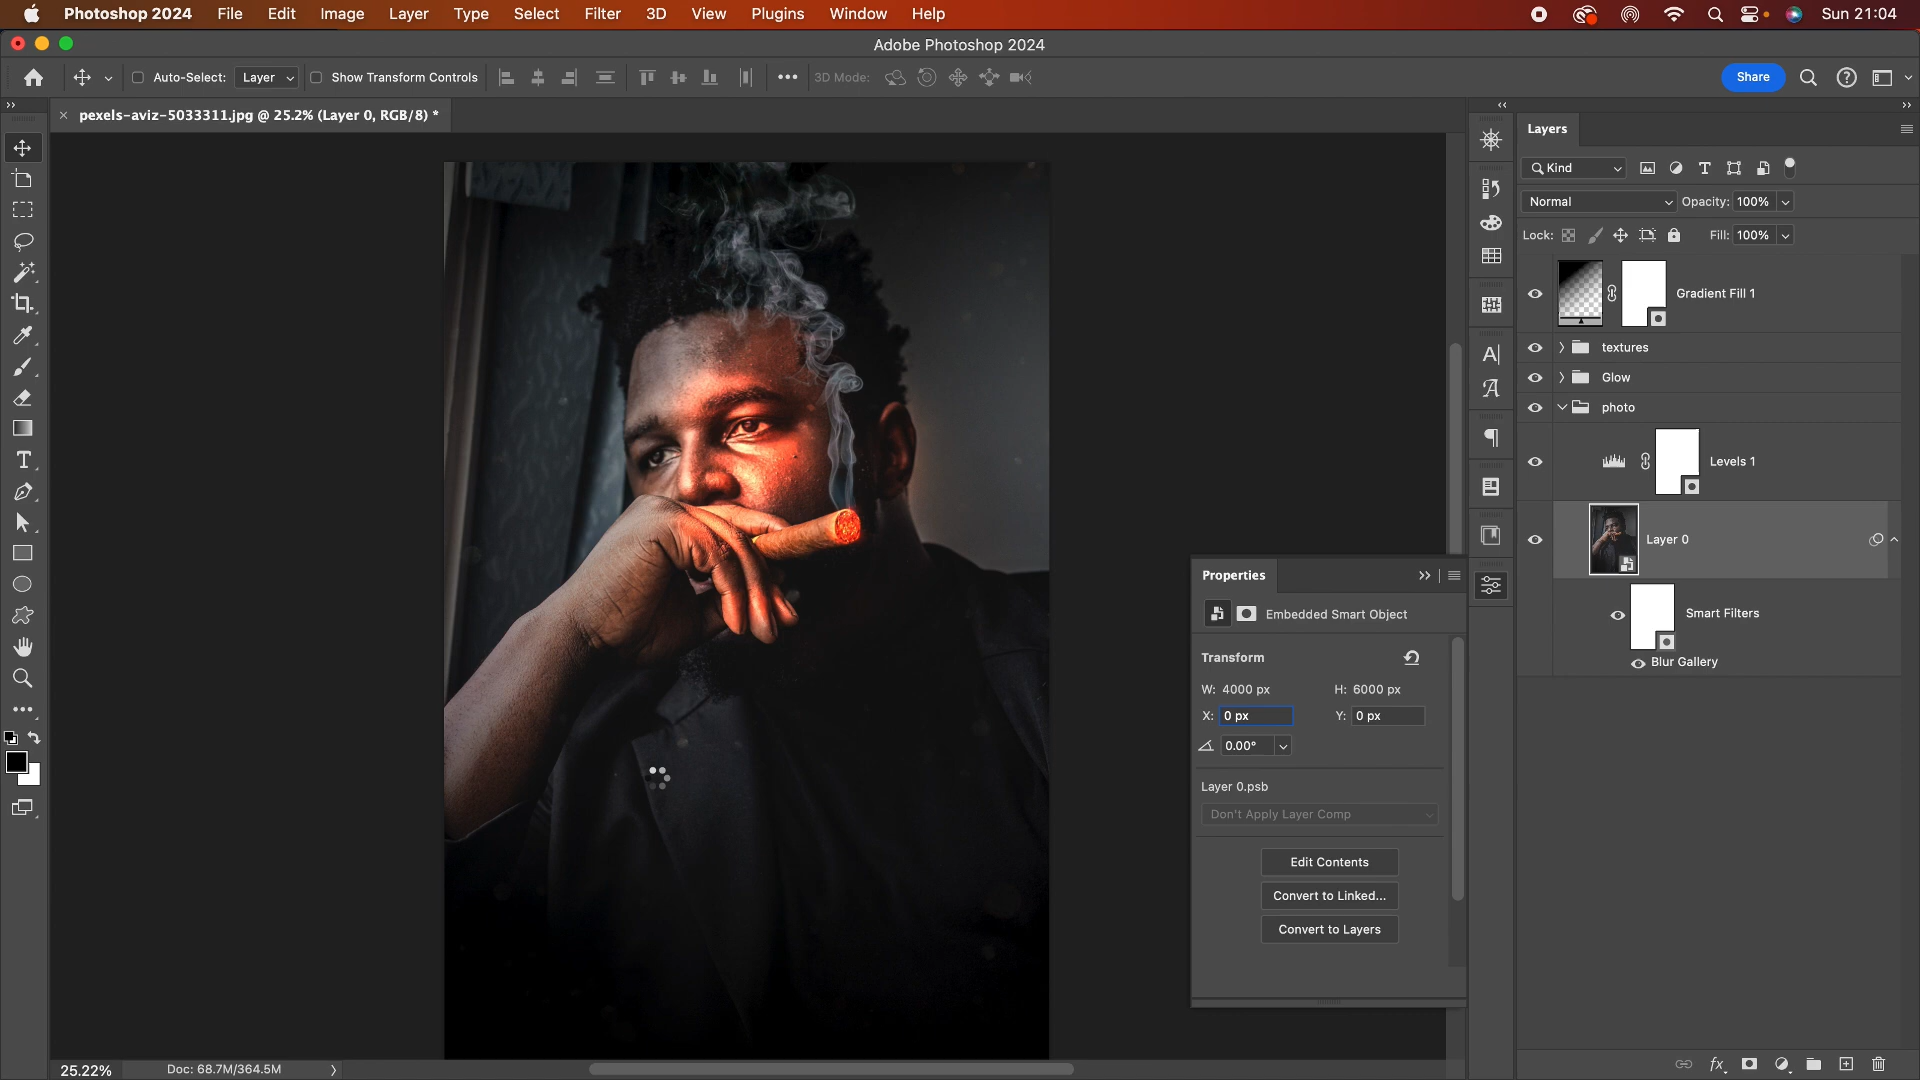 Photoshop 2024 File Edit Image Layer Type Select Filter 3D View Plugins Window Help Sun 21:04
Adobe Photoshop 2024
Auto-Select: Layer Show Transform Controls 3D Mode: Share
pexels-aviz-5033311.jpg @ 25.2% (Layer 0, RGB/8) *
Layers
Kind
Normal Opacity: 100%
Lock: Fill: 100%
Gradient Fill 1
textures
Glow
photo
Levels 1
Layer 0
Smart Filters
Blur Gallery
Properties
Embedded Smart Object
Transform
W: 4000 px H: 6000 px
X: 0 px Y: 0 px
0.00°
Layer 0.psb
Don't Apply Layer Comp
Edit Contents
Convert to Linked...
Convert to Layers
25.22% Doc: 68.7M/364.5M